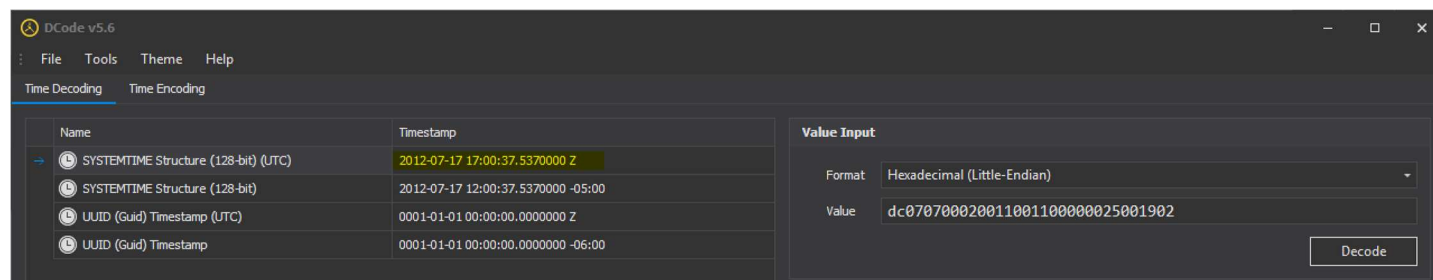 DCode v5.6
File Tools Theme Help
Time Decoding Time Encoding
Name Timestamp
SYSTEMTIME Structure (128-bit) (UTC) 2012-07-17 17:00:37.5370000 Z
SYSTEMTIME Structure (128-bit) 2012-07-17 12:00:37.5370000 -05:00
UUID (Guid) Timestamp (UTC) 0001-01-01 00:00:00.0000000 Z
UUID (Guid) Timestamp 0001-01-01 00:00:00.0000000 -06:00
Value Input
Format Hexadecimal (Little-Endian)
Value dc070700020011001100000025001902
Decode